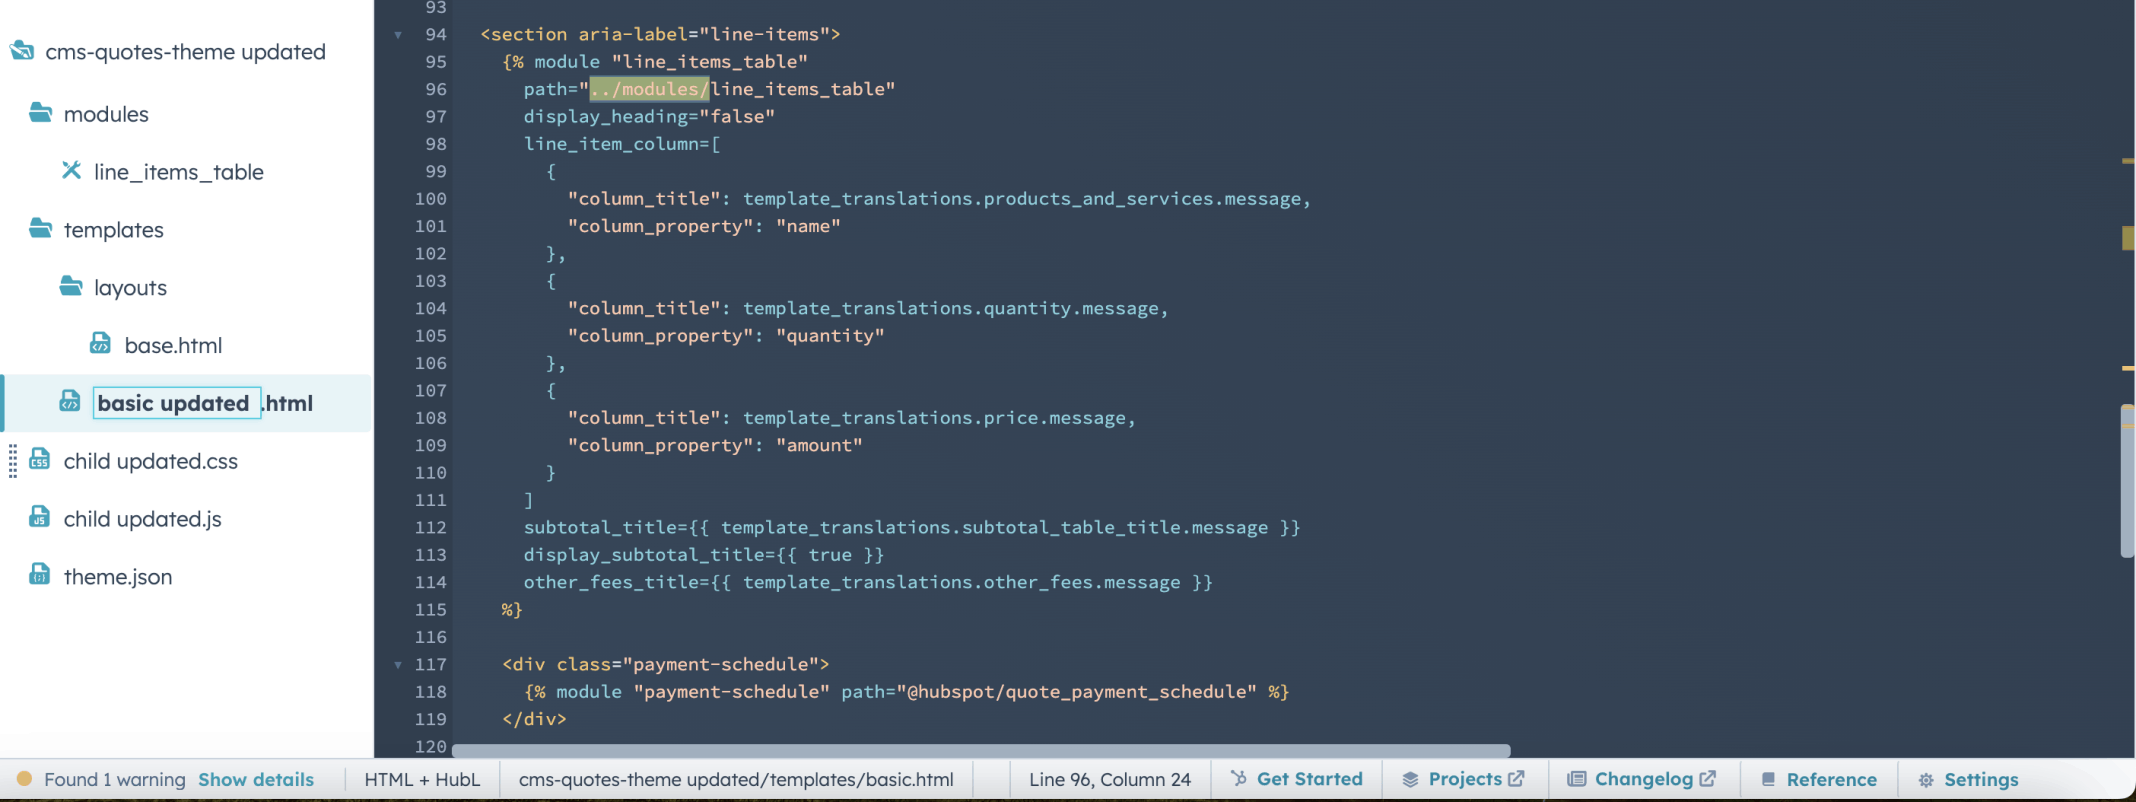 cms-quotes-theme updated
modules
line_items_table
templates
layouts
base.html
basic updated .html
child updated.css
child updated.js
theme.json
93
94 <section aria-label="line-items">
95 {% module "line_items_table"
96 path="../modules/line_items_table"
97 display_heading="false"
98 line_item_column=[
99 {
100 "column_title": template_translations.products_and_services.message,
101 "column_property": "name"
102 },
103 {
104 "column_title": template_translations.quantity.message,
105 "column_property": "quantity"
106 },
107 {
108 "column_title": template_translations.price.message,
109 "column_property": "amount"
110 }
111 ]
112 subtotal_title={{ template_translations.subtotal_table_title.message }}
113 display_subtotal_title={{ true }}
114 other_fees_title={{ template_translations.other_fees.message }}
115 %}
116
117 <div class="payment-schedule">
118 {% module "payment-schedule" path="@hubspot/quote_payment_schedule" %}
119 </div>
120
Found 1 warning Show details HTML + HubL cms-quotes-theme updated/templates/basic.html Line 96, Column 24 Get Started Projects Changelog Reference Settings